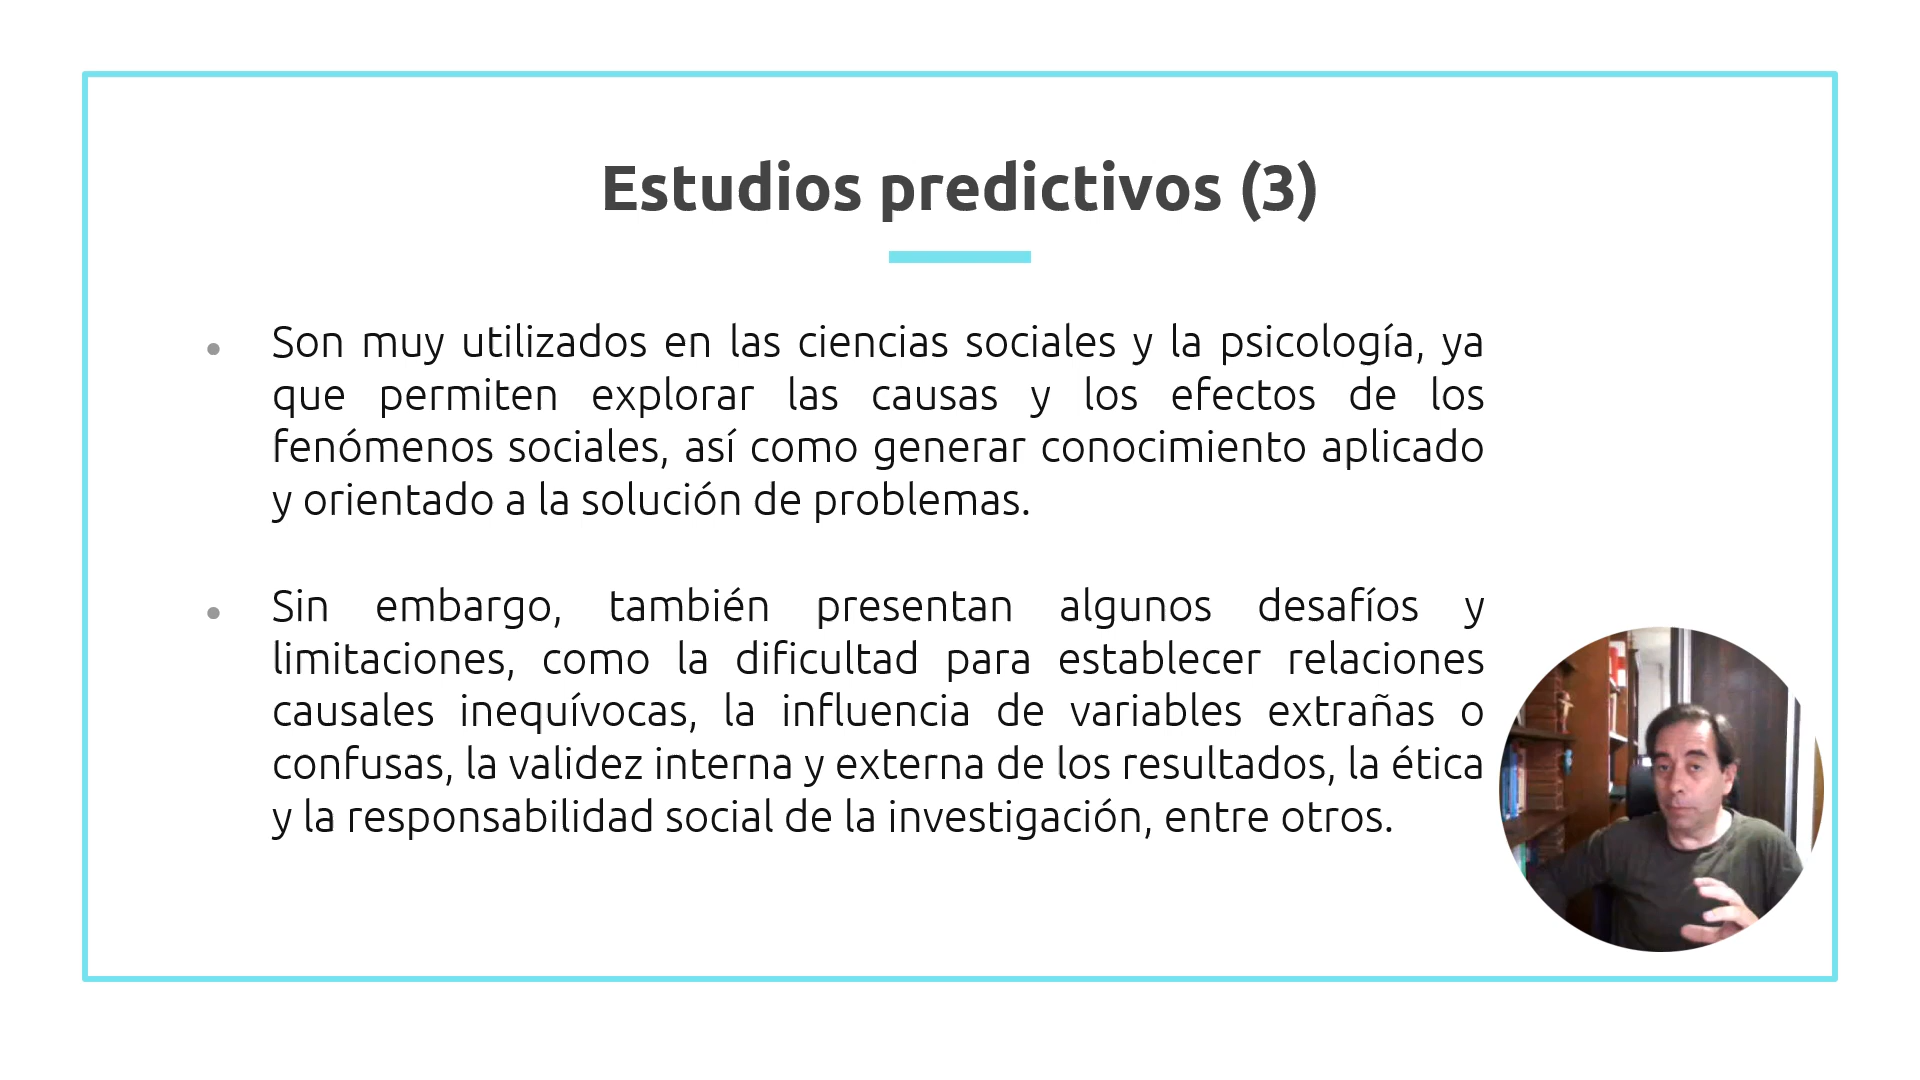 Estudios predictivos (3)
● Son muy utilizados en las ciencias sociales y la psicología, ya
que permiten explorar las causas y los efectos de los
fenómenos sociales, así como generar conocimiento aplicado
y orientado a la solución de problemas.
● Sin embargo, también presentan algunos desafíos y
limitaciones, como la dificultad para establecer relaciones
causales inequívocas, la influencia de variables extrañas o
confusas, la validez interna y externa de los resultados, la ética
y la responsabilidad social de la investigación, entre otros.